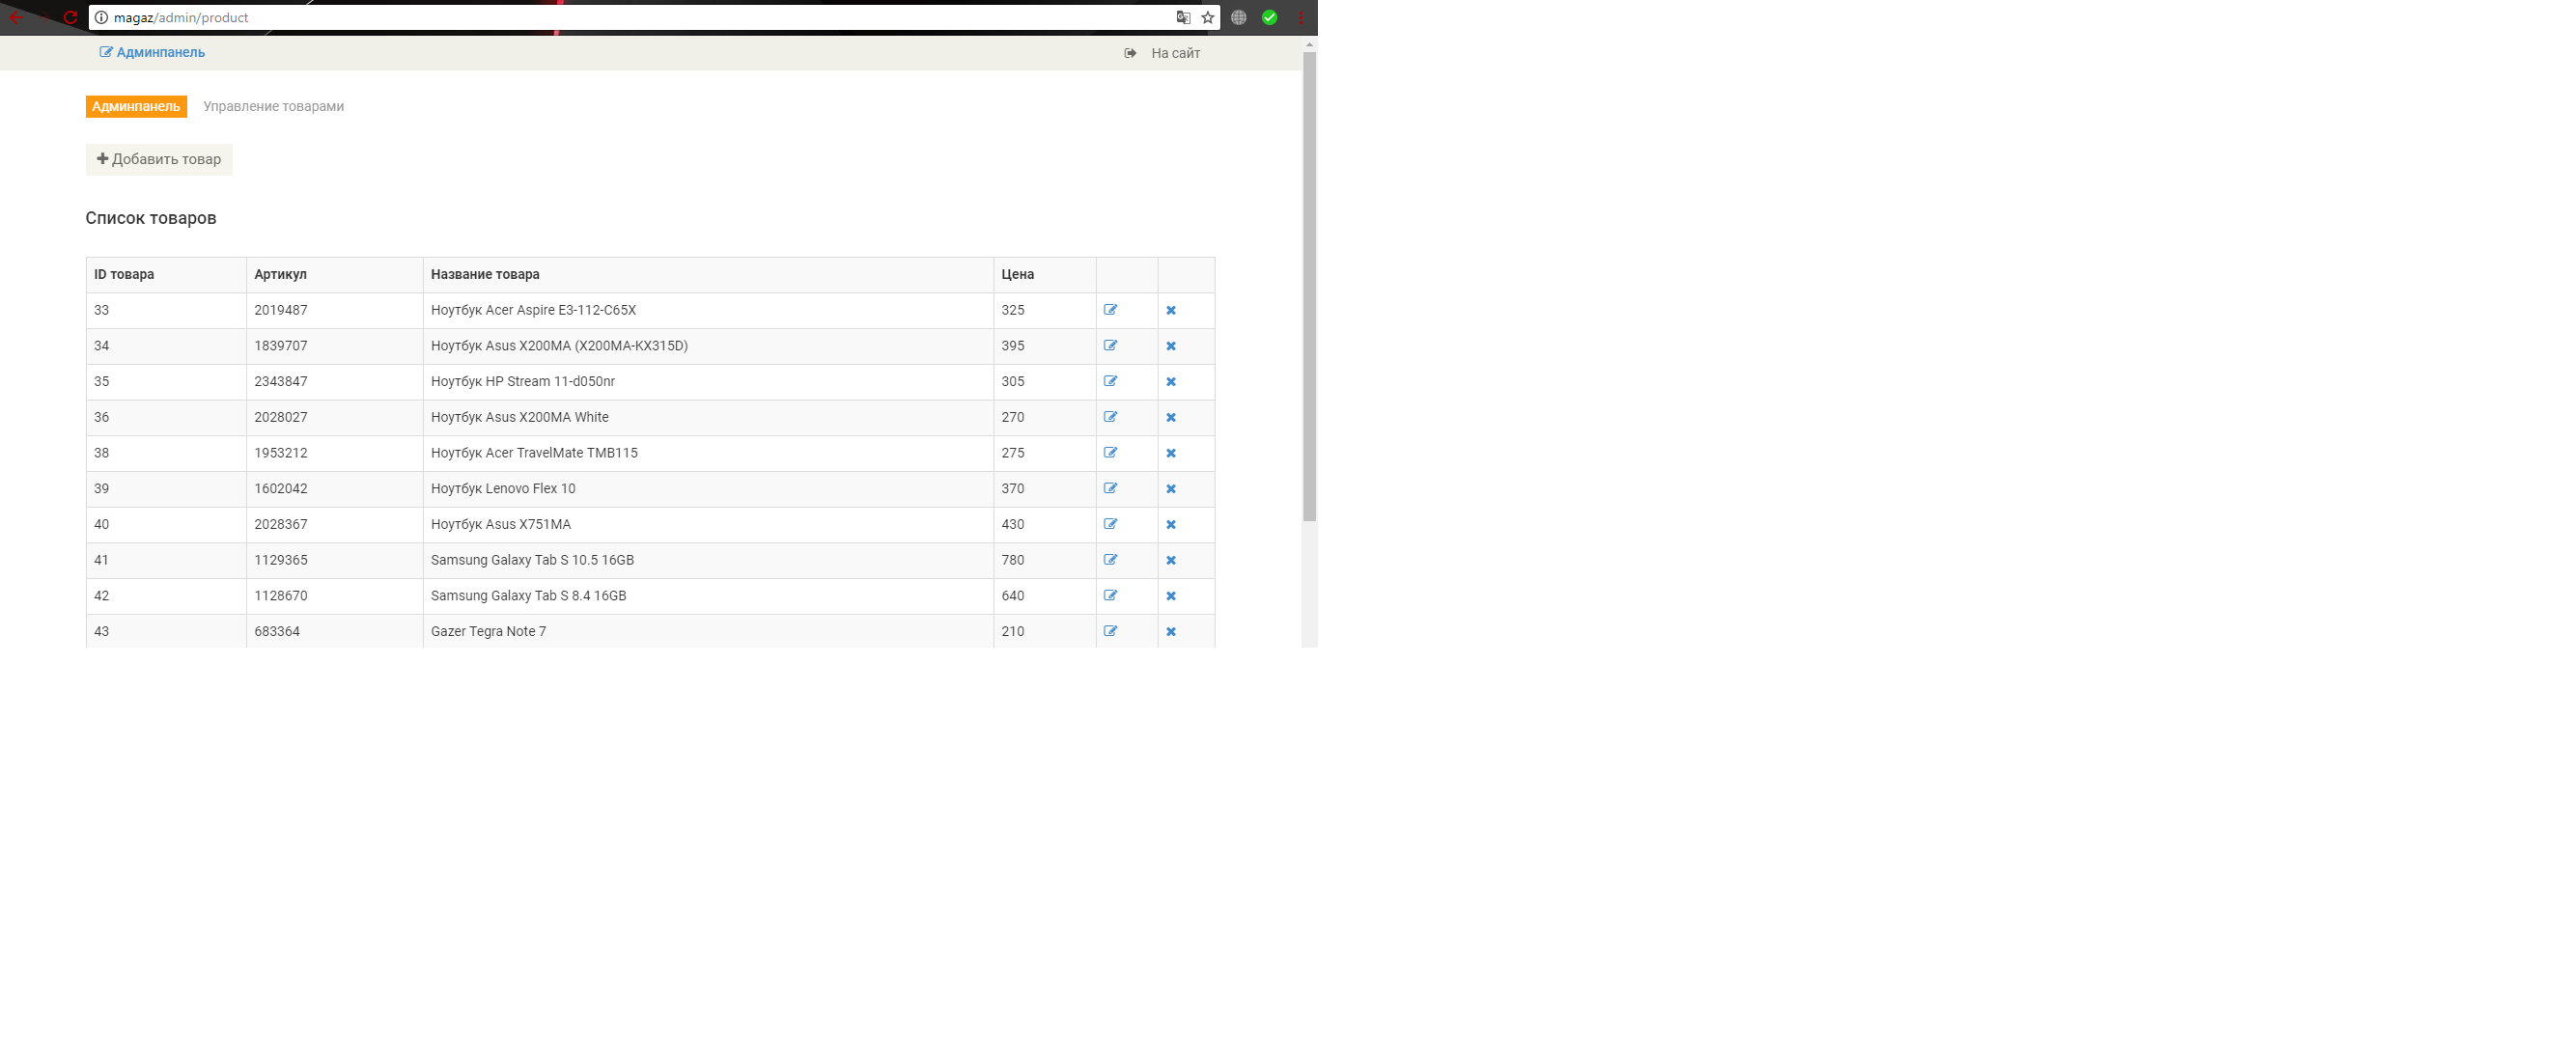 magaz/admin/product
Админпанель На сайт
Админпанель Управление товарами
Добавить товар
Список товаров
ID товара Артикул Название товара Цена
33 2019487 Ноутбук Acer Aspire E3-112-C65X 325
34 1839707 Ноутбук Asus X200MA (X200MA-KX315D) 395
35 2343847 Ноутбук HP Stream 11-d050nr 305
36 2028027 Ноутбук Asus X200MA White 270
38 1953212 Ноутбук Acer TravelMate TMB115 275
39 1602042 Ноутбук Lenovo Flex 10 370
40 2028367 Ноутбук Asus X751MA 430
41 1129365 Samsung Galaxy Tab S 10.5 16GB 780
42 1128670 Samsung Galaxy Tab S 8.4 16GB 640
43 683364 Gazer Tegra Note 7 210